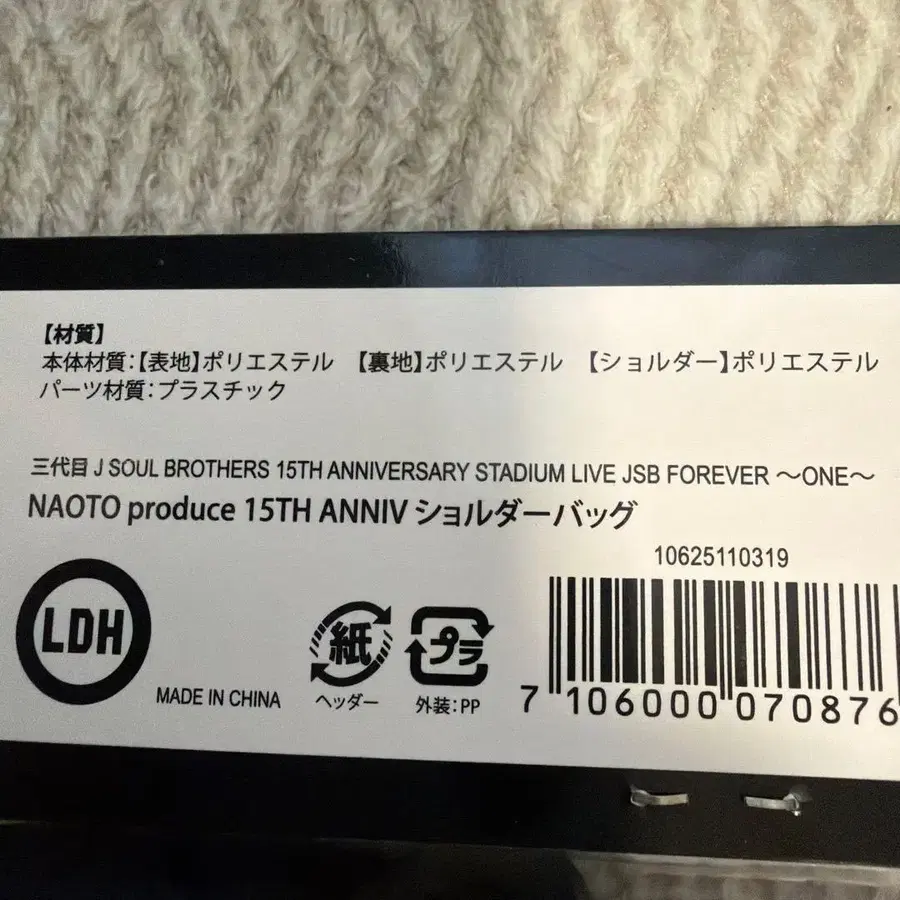 【材質】
本体材質：【表地】ポリエステル　【裏地】ポリエステル　【ショルダー】ポリエステル
パーツ材質：プラスチック
三代目 J SOUL BROTHERS 15TH ANNIVERSARY STADIUM LIVE JSB FOREVER ～ONE～
NAOTO produce 15TH ANNIV ショルダーバッグ
10625110319
LDH
MADE IN CHINA
紙
ヘッダー
プラ
外装：PP
7 106000 070876